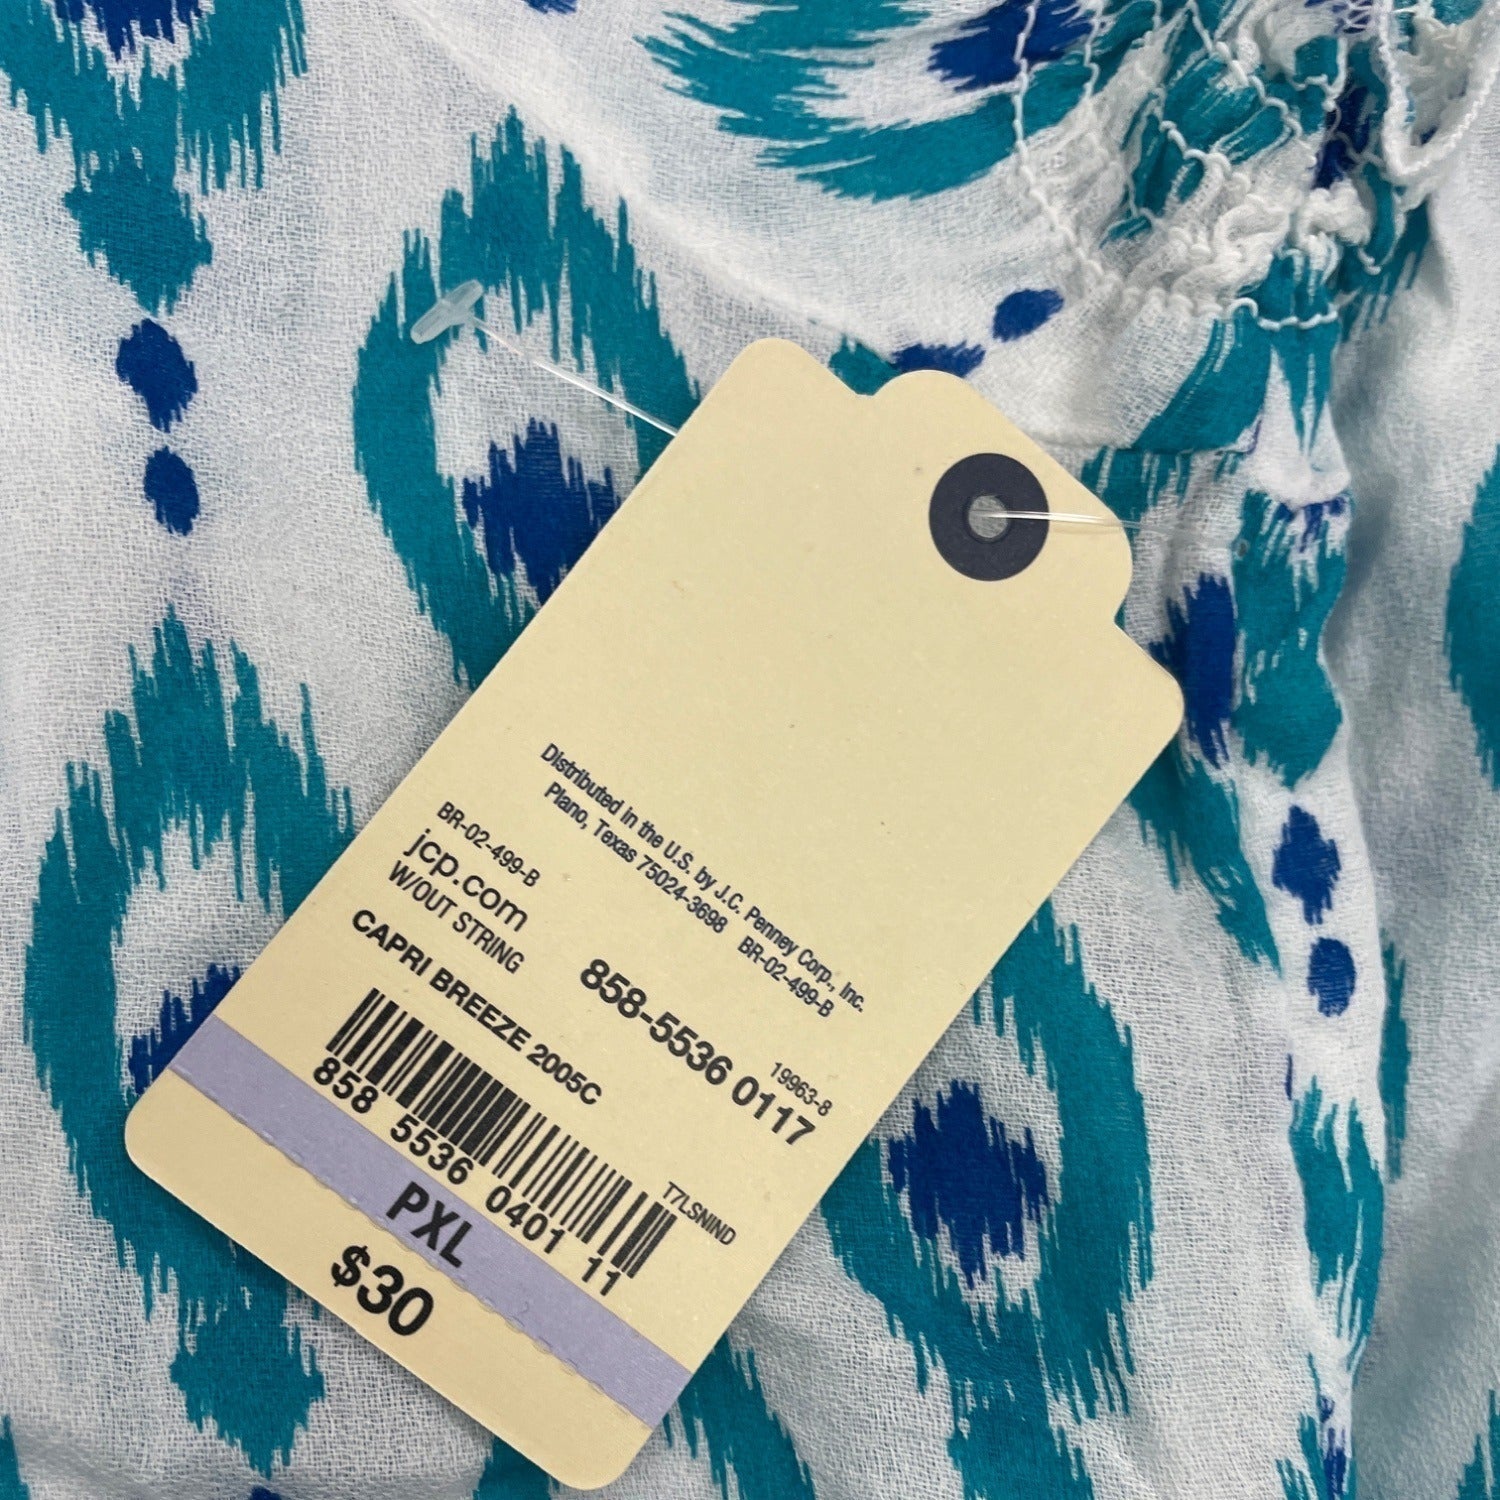 Distributed in the U.S. by J.C. Penney Corp., Inc.
Plano, Texas 75024-3698 BR-02-499-B
BR-02-499-B
jcp.com
W/OUT STRING
19963-8
858-5536 0117
CAPRI BREEZE 2005C
T7LSNIND
858 5536 0401 11
PXL
$30